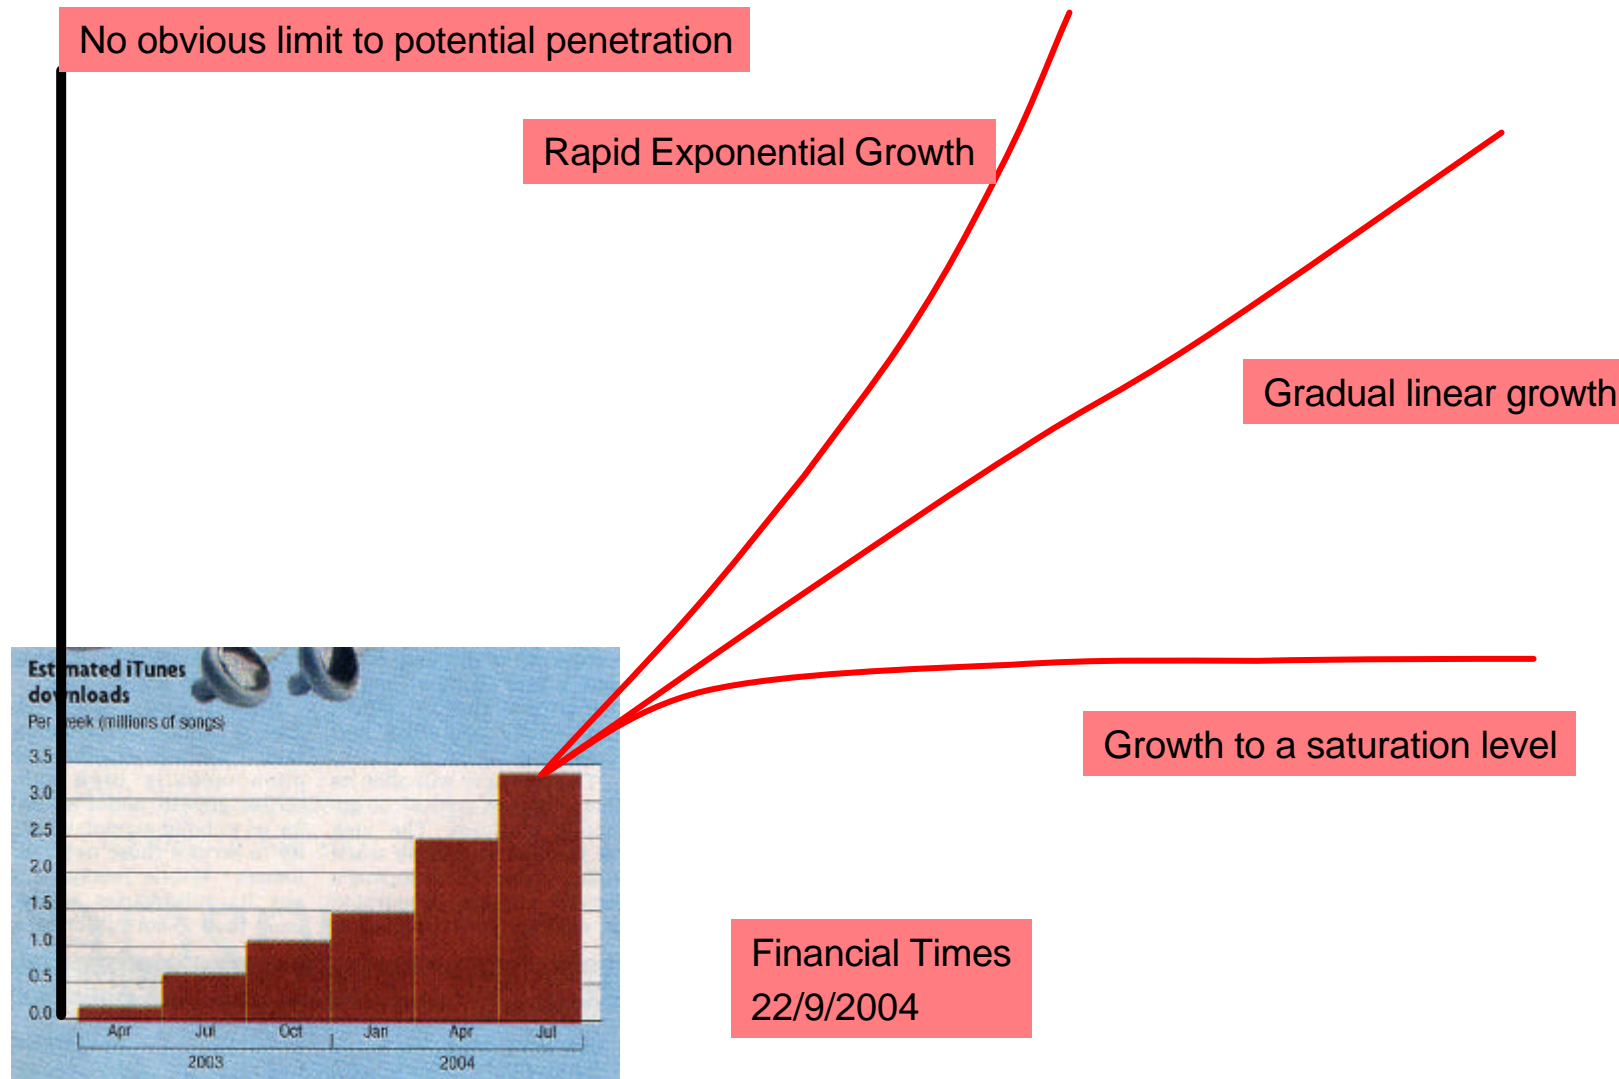 No obvious limit to potential penetration
Rapid Exponential Growth
Gradual linear growth
Growth to a saturation level
Estimated iTunes
downloads
Per week (millions of songs)
3.5
3.0
2.5
2.0
1.5
1.0
0.5
0.0
Apr Jul Oct Jan Apr Jul
2003 2004
Financial Times
22/9/2004